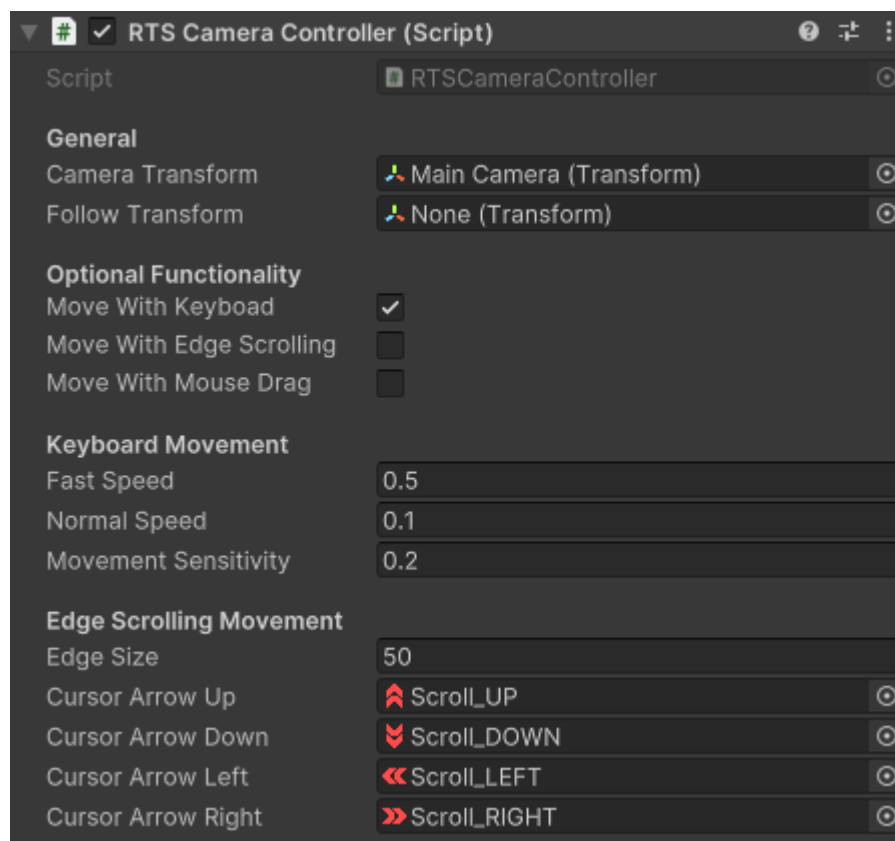 RTS Camera Controller (Script)
Script RTSCameraController
General
Camera Transform Main Camera (Transform)
Follow Transform None (Transform)
Optional Functionality
Move With Keyboad
Move With Edge Scrolling
Move With Mouse Drag
Keyboard Movement
Fast Speed 0.5
Normal Speed 0.1
Movement Sensitivity 0.2
Edge Scrolling Movement
Edge Size 50
Cursor Arrow Up Scroll_UP
Cursor Arrow Down Scroll_DOWN
Cursor Arrow Left Scroll_LEFT
Cursor Arrow Right Scroll_RIGHT